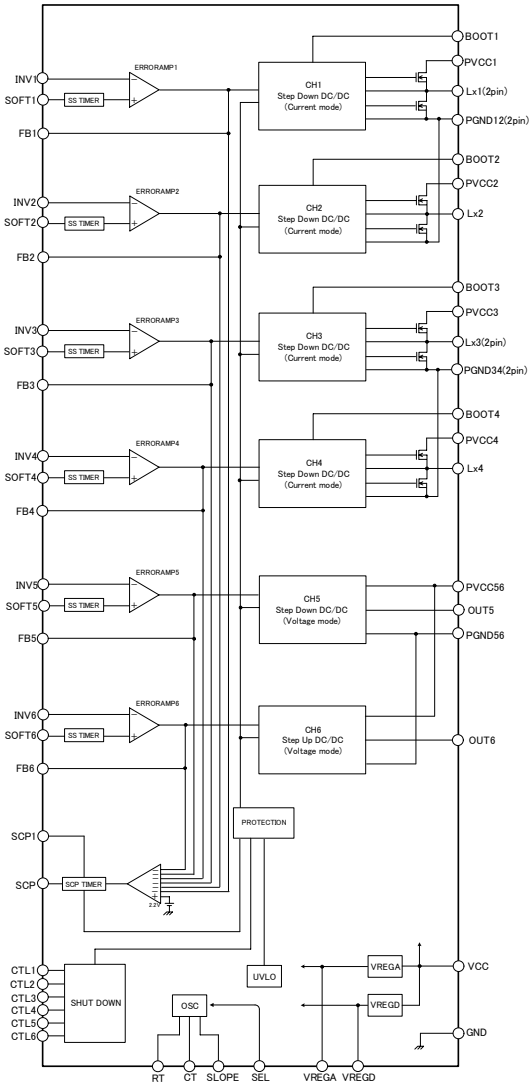 BOOT1
PVCC1
ERRORAMP1
INV1
SOFT1
SS TIMER
−
+
CH1
Step Down DC/DC
(Current mode)
Lx1(2pin)
PGND12(2pin)
FB1
BOOT2
PVCC2
ERRORAMP2
INV2
SOFT2
SS TIMER
−
+
CH2
Step Down DC/DC
(Current mode)
Lx2
FB2
BOOT3
PVCC3
ERRORAMP3
INV3
SOFT3
SS TIMER
−
+
CH3
Step Down DC/DC
(Current mode)
Lx3(2pin)
PGND34(2pin)
FB3
BOOT4
PVCC4
ERRORAMP4
INV4
SOFT4
SS TIMER
−
+
CH4
Step Down DC/DC
(Current mode)
Lx4
FB4
ERRORAMP5
INV5
SOFT5
SS TIMER
−
+
CH5
Step Down DC/DC
(Voltage mode)
PVCC56
OUT5
PGND56
FB5
ERRORAMP6
INV6
SOFT6
SS TIMER
−
+
CH6
Step Up DC/DC
(Voltage mode)
OUT6
FB6
PROTECTION
SCP1
SCP
SCP TIMER
−
−
−
−
−
−
+
2.2V
CTL1
CTL2
CTL3
CTL4
CTL5
CTL6
SHUT DOWN
UVLO
VREGA
VCC
OSC
VREGD
GND
RT
CT
SLOPE
SEL
VREGA
VREGD